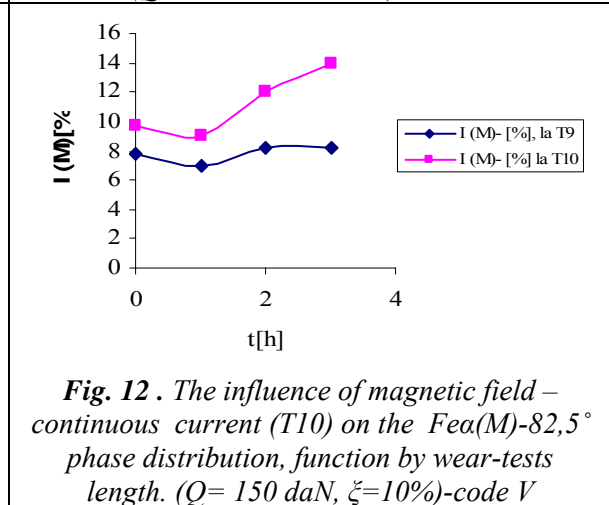 16
14
12
10
8
6
4
2
0
I (M)[%
0 2 4
t[h]
I (M)- [%], la T9
I (M)- [%] la T10
Fig. 12 . The influence of magnetic field –
continuous current (T10) on the Feα(M)-82,5˚
phase distribution, function by wear-tests
length. (Q= 150 daN, ξ=10%)-code V